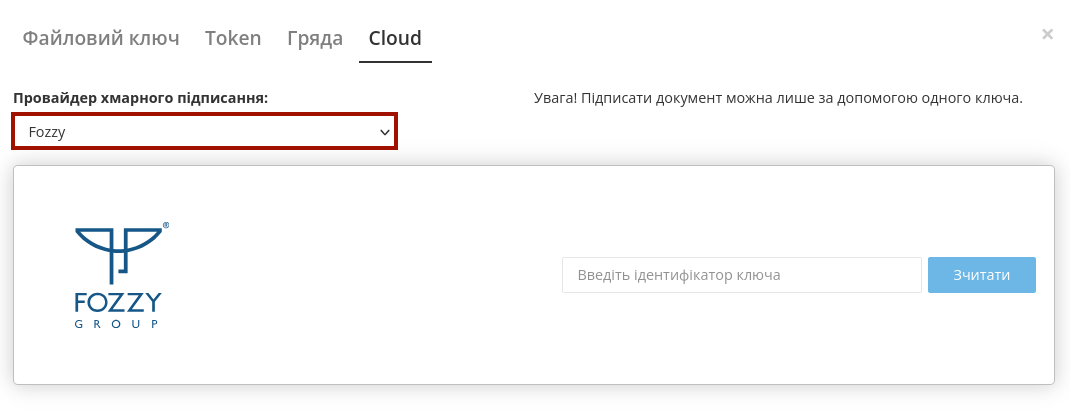 Файловий ключ Token Гряда Cloud ×
Провайдер хмарного підписання:
Увага! Підписати документ можна лише за допомогою одного ключа.
Fozzy
®
FOZZY
GROUP
Введіть ідентифікатор ключа
Зчитати